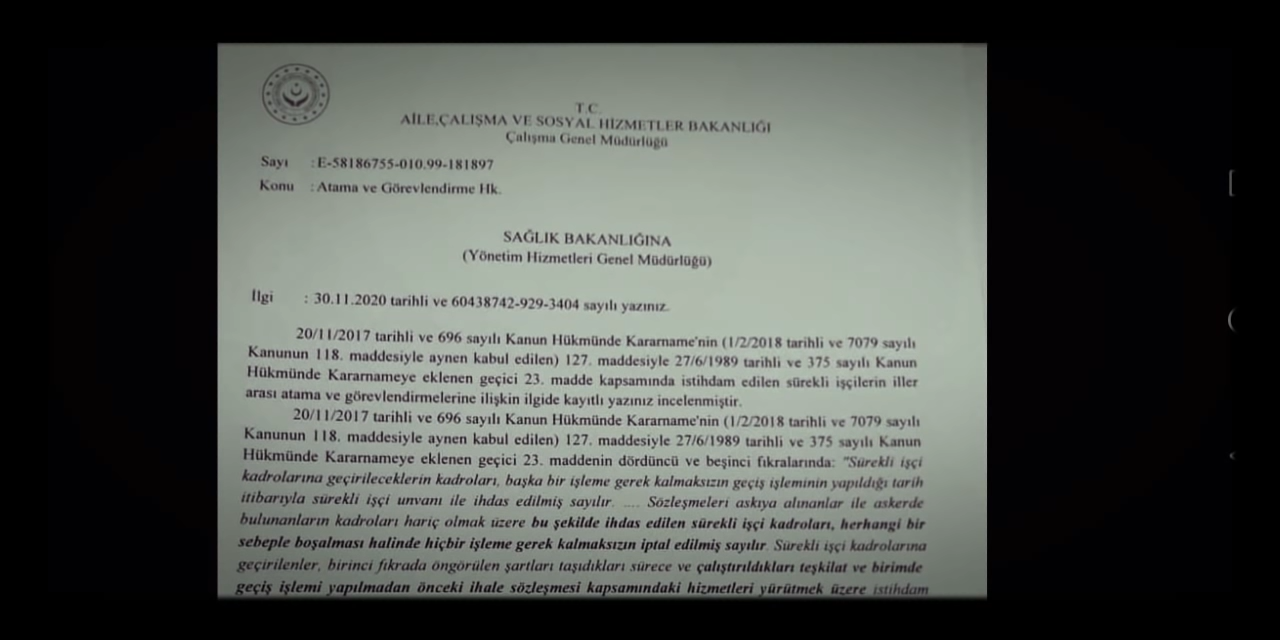 T.C.
AİLE,ÇALIŞMA VE SOSYAL HİZMETLER BAKANLIĞI
Çalışma Genel Müdürlüğü
Sayı : E-58186755-010.99-181897
Konu : Atama ve Görevlendirme Hk.
SAĞLIK BAKANLIĞINA
(Yönetim Hizmetleri Genel Müdürlüğü)
İlgi : 30.11.2020 tarihli ve 60438742-929-3404 sayılı yazınız.
20/11/2017 tarihli ve 696 sayılı Kanun Hükmünde Kararname'nin (1/2/2018 tarihli ve 7079 sayılı
Kanunun 118. maddesiyle aynen kabul edilen) 127. maddesiyle 27/6/1989 tarihli ve 375 sayılı Kanun
Hükmünde Kararnameye eklenen geçici 23. madde kapsamında istihdam edilen sürekli işçilerin iller
arası atama ve görevlendirmelerine ilişkin ilgide kayıtlı yazınız incelenmiştir.
20/11/2017 tarihli ve 696 sayılı Kanun Hükmünde Kararname'nin (1/2/2018 tarihli ve 7079 sayılı
Kanunun 118. maddesiyle aynen kabul edilen) 127. maddesiyle 27/6/1989 tarihli ve 375 sayılı Kanun
Hükmünde Kararnameye eklenen geçici 23. maddenin dördüncü ve beşinci fıkralarında: "Sürekli işçi
kadrolarına geçirileceklerin kadroları, başka bir işleme gerek kalmaksızın geçiş işleminin yapıldığı tarih
itibarıyla sürekli işçi unvanı ile ihdas edilmiş sayılır. .... Sözleşmeleri askıya alınanlar ile askerde
bulunanların kadroları hariç olmak üzere bu şekilde ihdas edilen sürekli işçi kadroları, herhangi bir
sebeple boşalması halinde hiçbir işleme gerek kalmaksızın iptal edilmiş sayılır. Sürekli işçi kadrolarına
geçirilenler, birinci fıkrada öngörülen şartları taşıdıkları sürece ve çalıştırıldıkları teşkilat ve birimde
geçiş işlemi yapılmadan önceki ihale sözleşmesi kapsamındaki hizmetleri yürütmek üzere istihdam